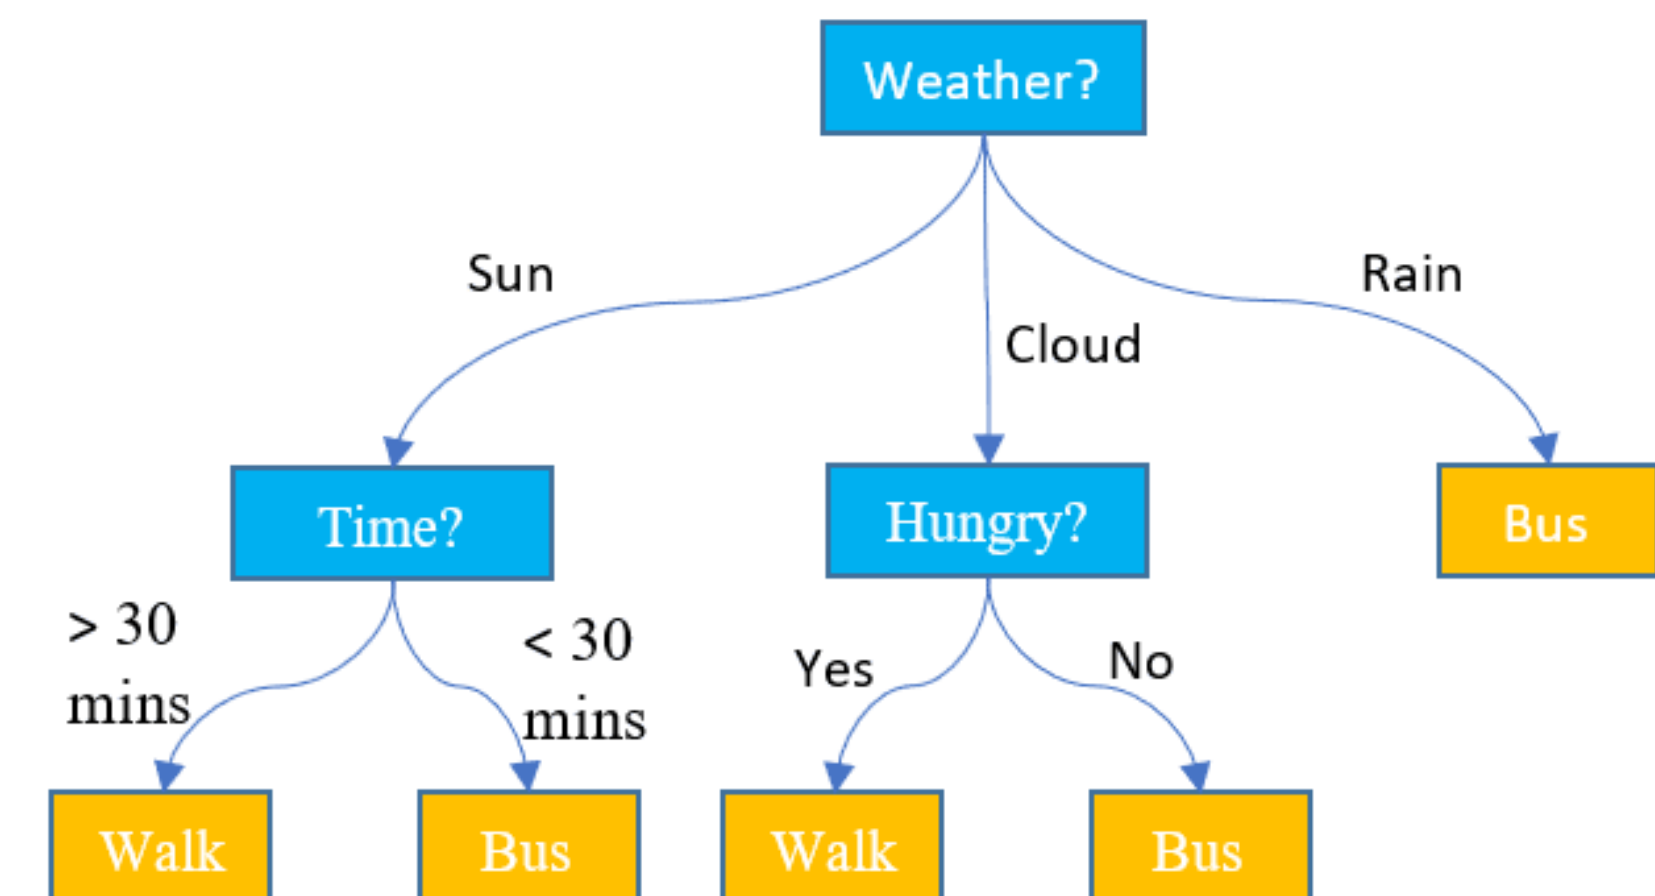 Weather?
Sun
Rain
Cloud
Time?
Hungry?
Bus
> 30
mins
< 30
mins
Yes
No
Walk
Bus
Walk
Bus